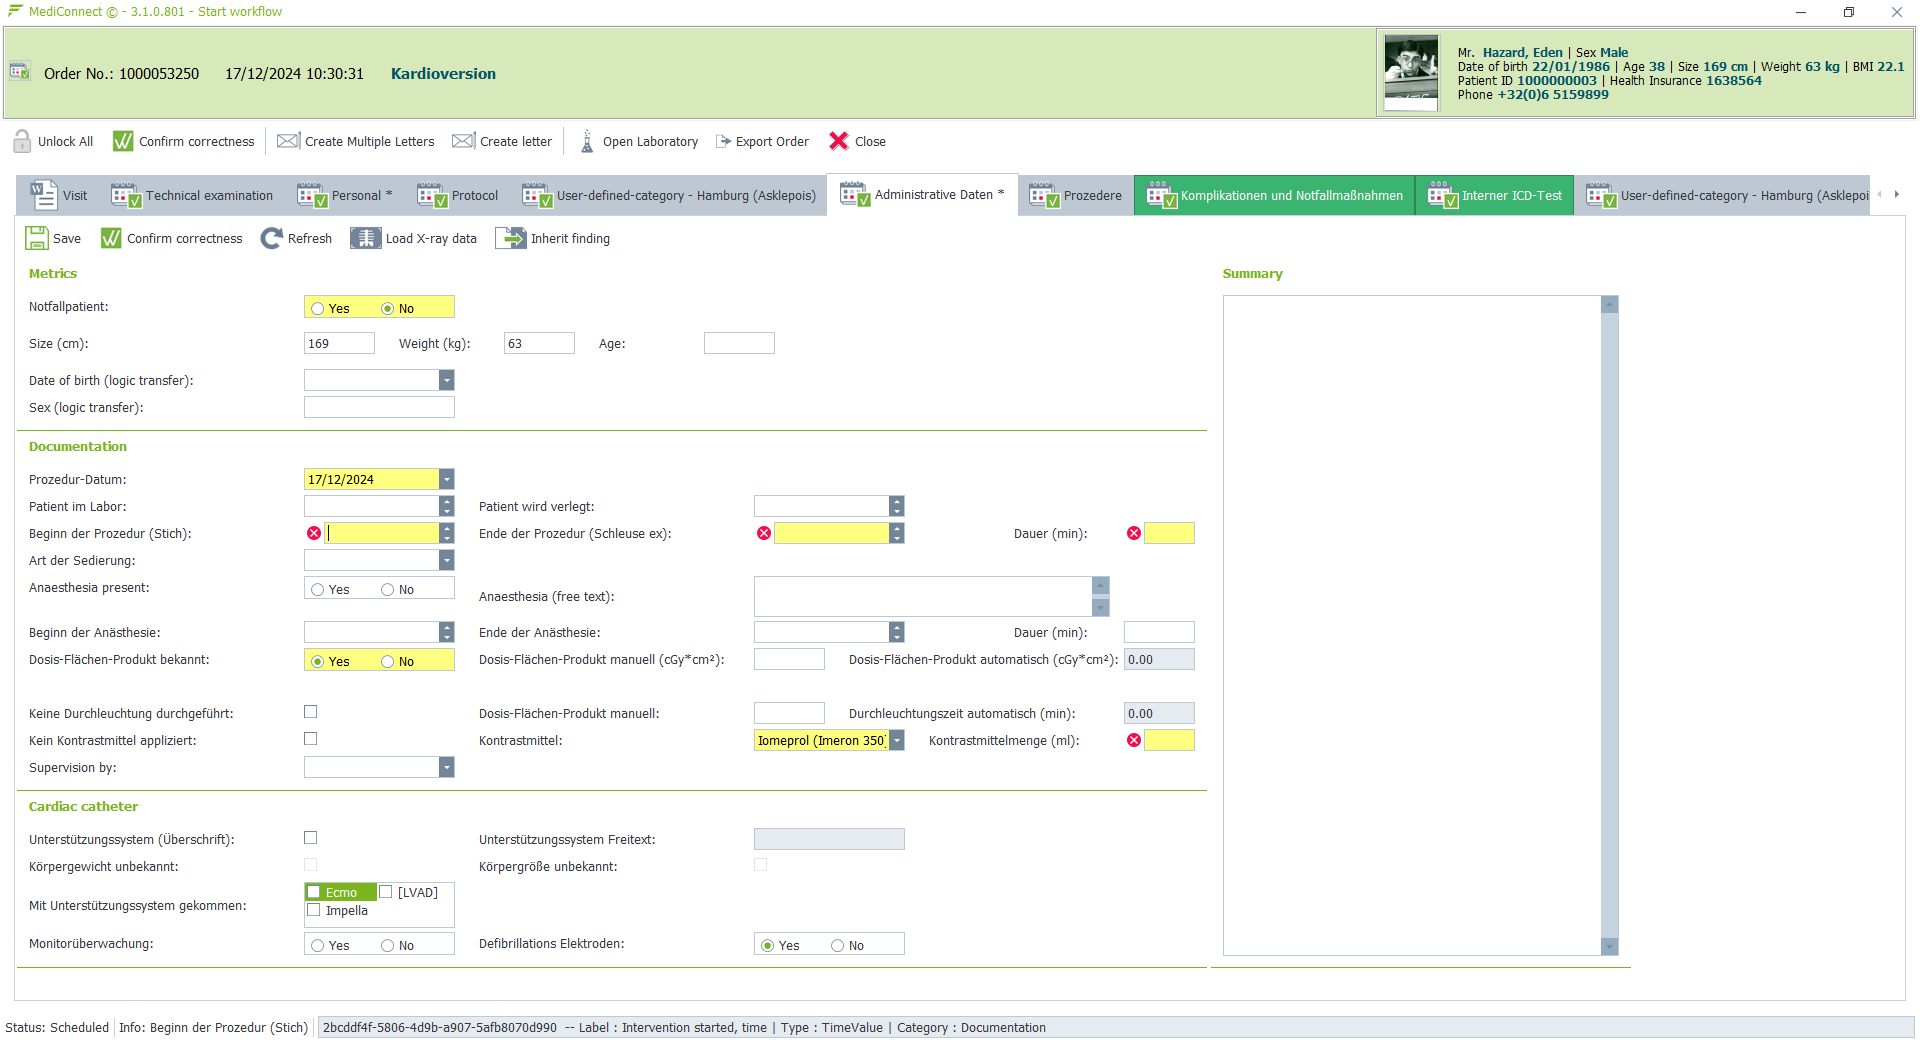 MediConnect © - 3.1.0.801 - Start workflow
Order No.: 1000053250 17/12/2024 10:30:31 Kardioversion
Mr. Hazard, Eden | Sex Male
Date of birth 22/01/1986 | Age 38 | Size 169 cm | Weight 63 kg | BMI 22.1
Patient ID 1000000003 | Health Insurance 1638564
Phone +32(0)6 5159899
Unlock All Confirm correctness Create Multiple Letters Create letter Open Laboratory Export Order Close
Visit Technical examination Personal * Protocol User-defined-category - Hamburg (Asklepois) Administrative Daten * Prozedere Komplikationen und Notfallmaßnahmen Interner ICD-Test User-defined-category - Hamburg (Asklepoi
Save Confirm correctness Refresh Load X-ray data Inherit finding
Metrics Summary
Notfallpatient: Yes No
Size (cm): 169 Weight (kg): 63 Age:
Date of birth (logic transfer):
Sex (logic transfer):
Documentation
Prozedur-Datum: 17/12/2024
Patient im Labor: Patient wird verlegt:
Beginn der Prozedur (Stich): Ende der Prozedur (Schleuse ex): Dauer (min):
Art der Sedierung:
Anaesthesia present: Yes No Anaesthesia (free text):
Beginn der Anästhesie: Ende der Anästhesie: Dauer (min):
Dosis-Flächen-Produkt bekannt: Yes No Dosis-Flächen-Produkt manuell (cGy*cm²): Dosis-Flächen-Produkt automatisch (cGy*cm²): 0.00
Keine Durchleuchtung durchgeführt: Dosis-Flächen-Produkt manuell: Durchleuchtungszeit automatisch (min): 0.00
Kein Kontrastmittel appliziert: Kontrastmittel: Iomeprol (Imeron 350) Kontrastmittelmenge (ml):
Supervision by:
Cardiac catheter
Unterstützungssystem (Überschrift): Unterstützungssystem Freitext:
Körpergewicht unbekannt: Körpergröße unbekannt:
Mit Unterstützungssystem gekommen: Ecmo [LVAD]
Impella
Monitorüberwachung: Yes No Defibrillations Elektroden: Yes No
Status: Scheduled Info: Beginn der Prozedur (Stich) 2bcddf4f-5806-4d9b-a907-5afb8070d990 -- Label : Intervention started, time | Type : TimeValue | Category : Documentation